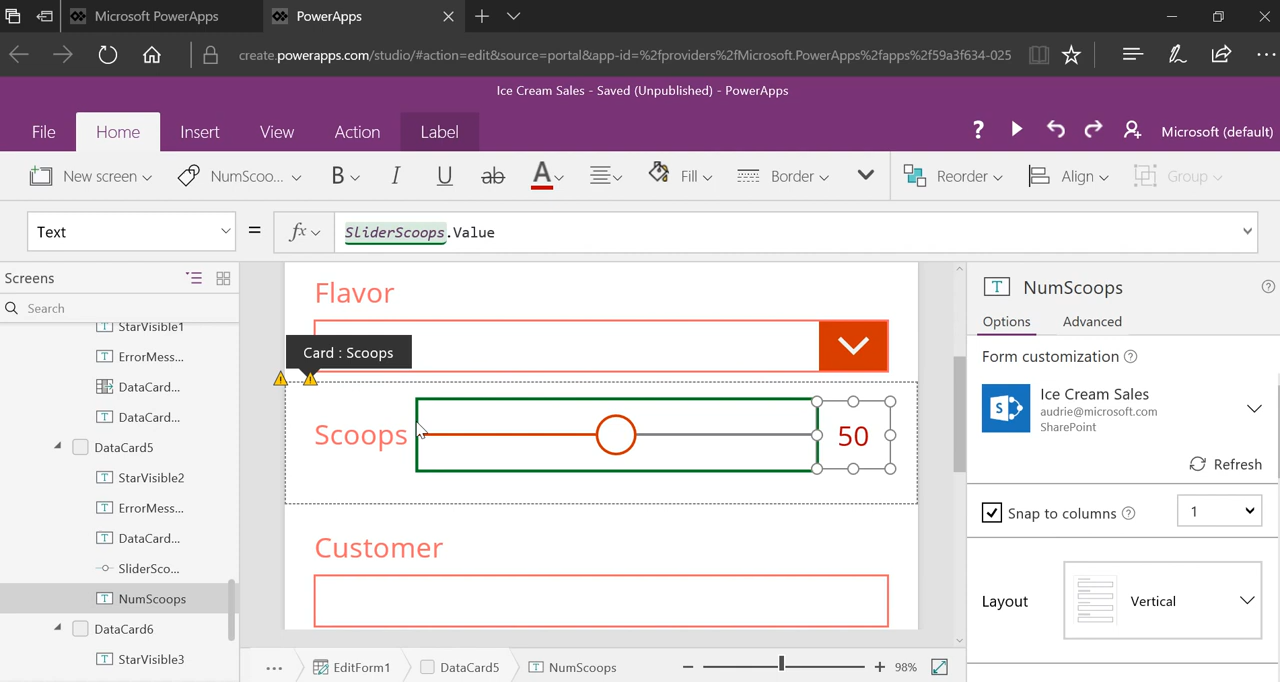 Microsoft PowerApps
PowerApps
create.powerapps.com/studio/#action=edit&source=portal&app-id=%2fproviders%2fMicrosoft.PowerApps%2fapps%2f59a3f634-025
Ice Cream Sales - Saved (Unpublished) - PowerApps
File Home Insert View Action Label ? Microsoft (default)
New screen NumScoo... B I U ab A Fill Border Reorder Align Group
Text = fx SliderScoops.Value
Screens
Search
StarVisible1
ErrorMess...
DataCard...
DataCard...
DataCard5
StarVisible2
ErrorMess...
DataCard...
SliderSco...
NumScoops
DataCard6
StarVisible3
Flavor
Card : Scoops
Scoops 50
Customer
... EditForm1 DataCard5 NumScoops − + 98%
NumScoops ?
Options Advanced
Form customization ?
Ice Cream Sales
audrie@microsoft.com
SharePoint
Refresh
Snap to columns ? 1
Layout Vertical